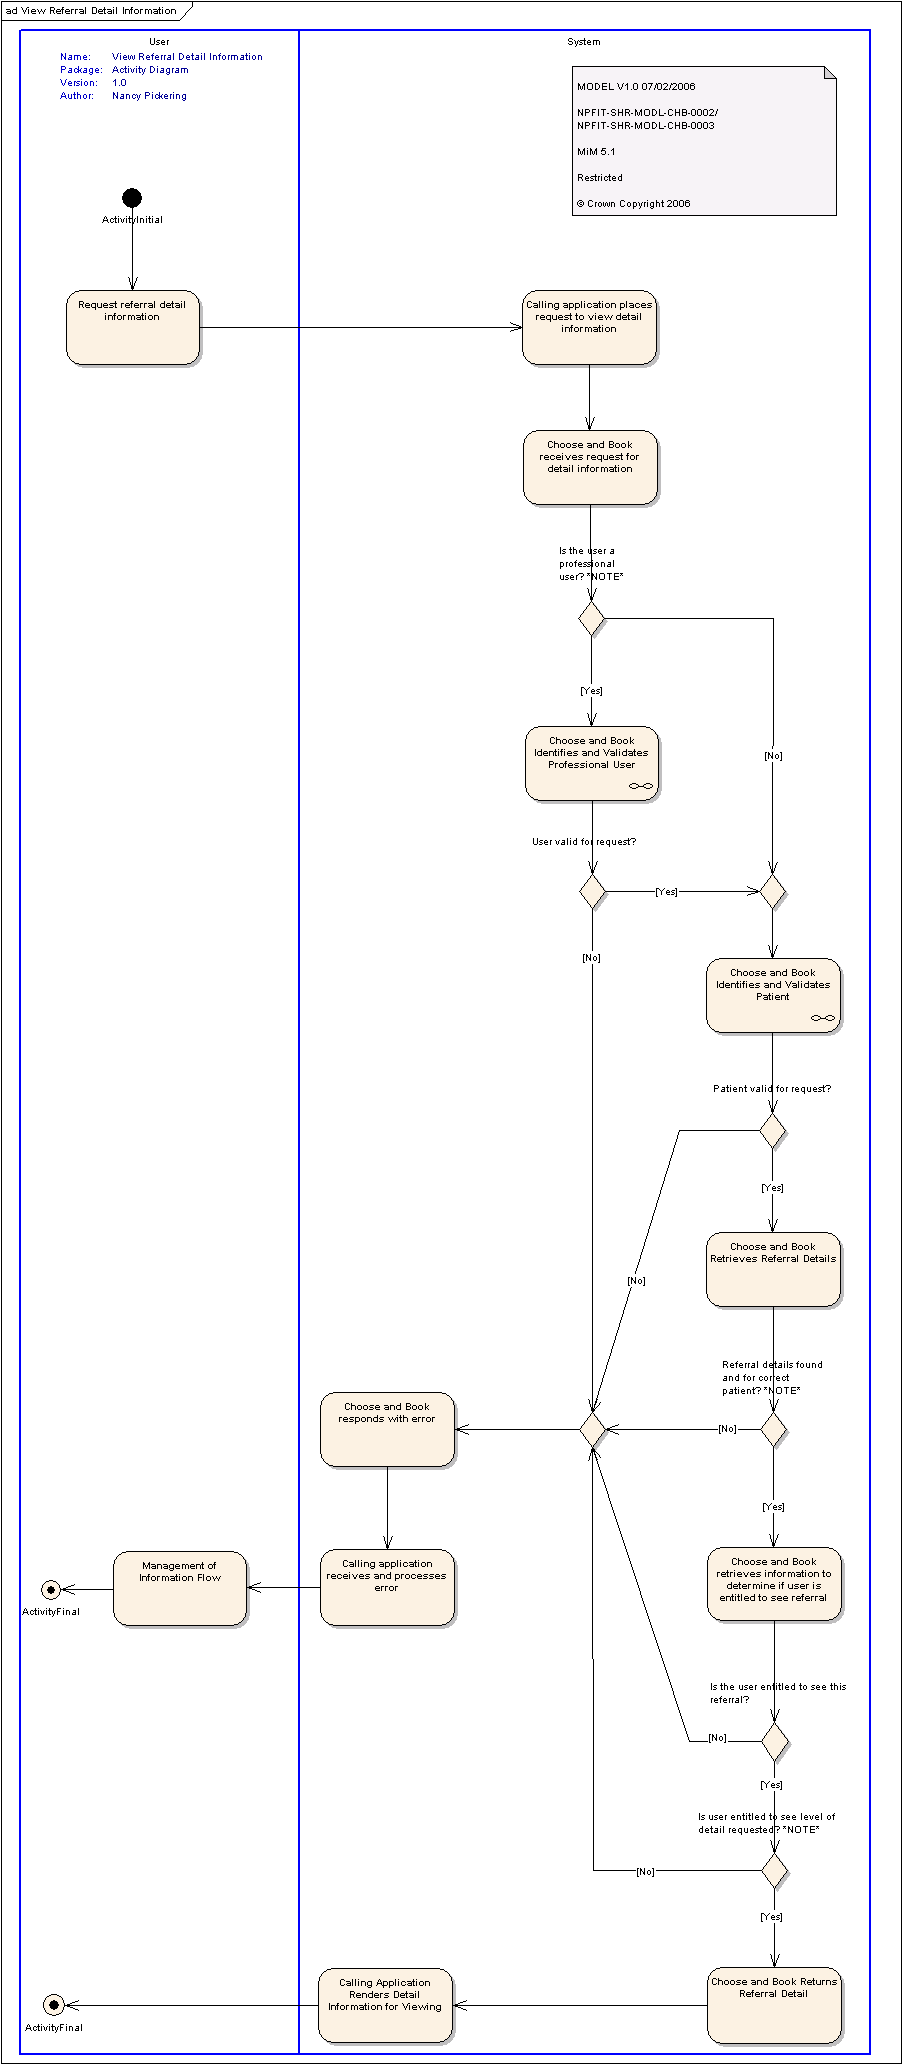 ad View Referral Detail Information
User
System
Name: View Referral Detail Information
Package: Activity Diagram
Version: 1.0
Author: Nancy Pickering
MODEL V1.0 07/02/2006
NPFIT-SHR-MODL-CHB-0002/
NPFIT-SHR-MODL-CHB-0003
MiM 5.1
Restricted
© Crown Copyright 2006
ActivityInitial
Request referral detail
information
Calling application places
request to view detail
information
Choose and Book
receives request for
detail information
Is the user a
professional
user? *NOTE*
[Yes]
Choose and Book
Identifies and Validates
Professional User
[No]
User valid for request?
[Yes]
[No]
Choose and Book
Identifies and Validates
Patient
Patient valid for request?
[Yes]
Choose and Book
Retrieves Referral Details
[No]
Referral details found
and for correct
patient? *NOTE*
Choose and Book
responds with error
[No]
[Yes]
Calling application
receives and processes
error
Management of
Information Flow
ActivityFinal
Choose and Book
retrieves information to
determine if user is
entitled to see referral
Is the user entitled to see this
referral?
[No]
[Yes]
Is user entitled to see level of
detail requested? *NOTE*
[No]
[Yes]
Choose and Book Returns
Referral Detail
Calling Application
Renders Detail
Information for Viewing
ActivityFinal